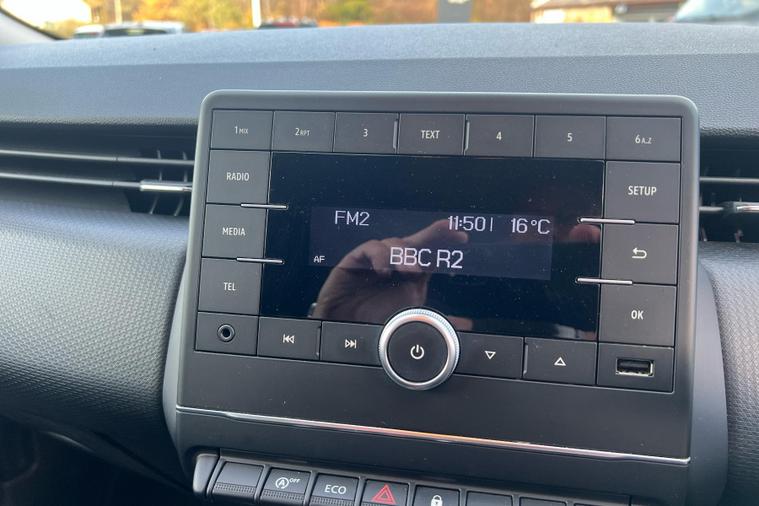 1 MIX 2 RPT 3 TEXT 4 5 6 A.Z
RADIO SETUP
FM2 11:50 16°C
MEDIA
AF BBC R2
TEL OK
A OFF ECO